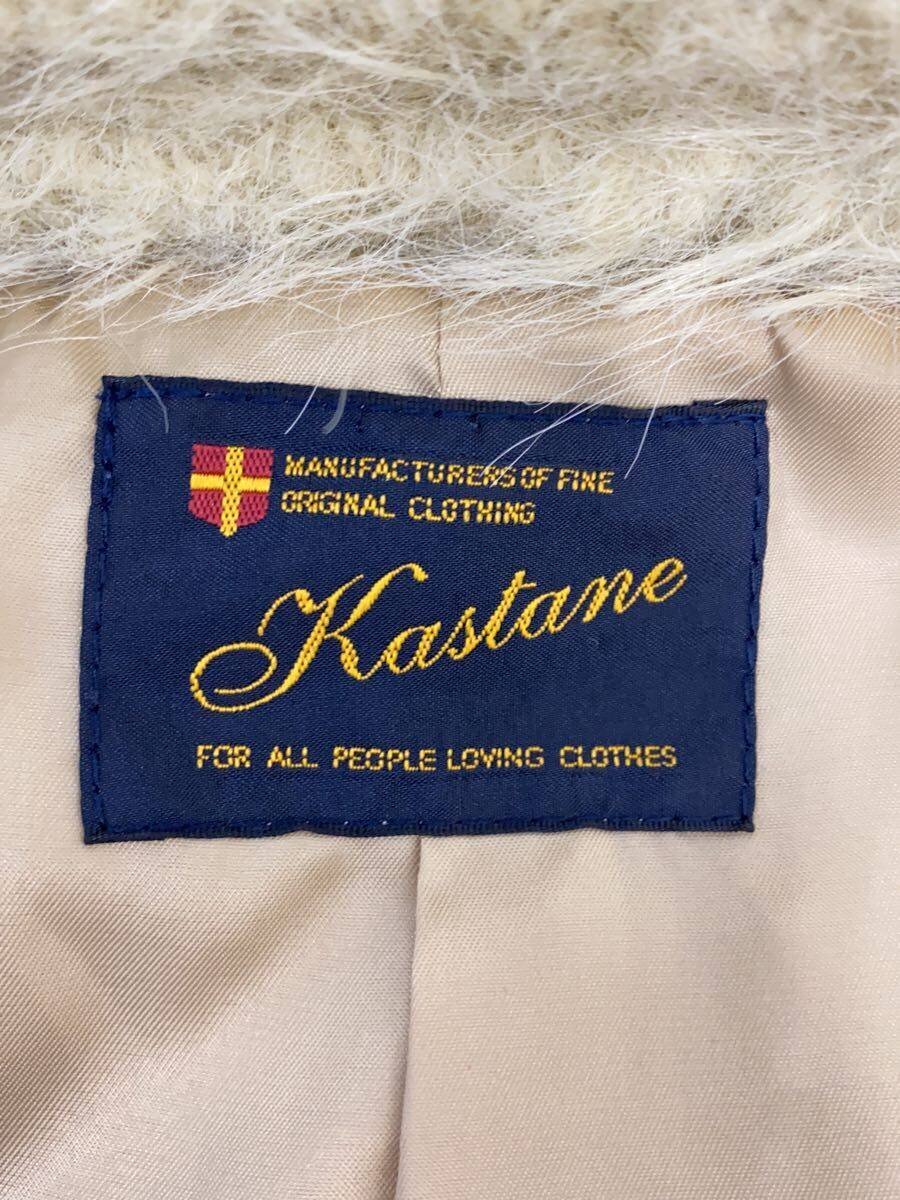 MANUFACTURERS OF FINE
ORIGINAL CLOTHING
Kastane
FOR ALL PEOPLE LOVING CLOTHES